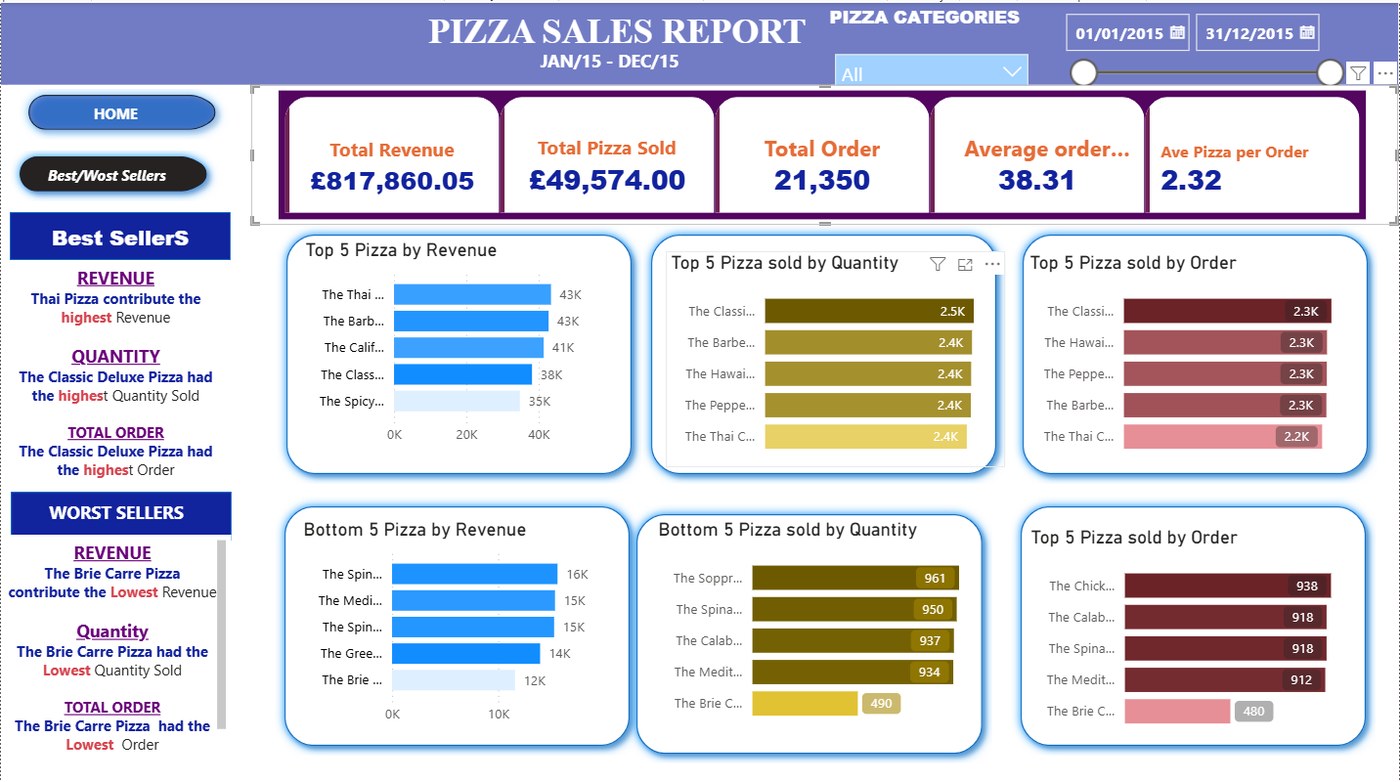 PIZZA SALES REPORT
JAN/15 - DEC/15
PIZZA CATEGORIES
All
01/01/2015
31/12/2015
HOME
Best/Wost Sellers
Total Revenue
£817,860.05
Total Pizza Sold
£49,574.00
Total Order
21,350
Average order...
38.31
Ave Pizza per Order
2.32
Best SellerS
REVENUE
Thai Pizza contribute the
highest Revenue
QUANTITY
The Classic Deluxe Pizza had
the highest Quantity Sold
TOTAL ORDER
The Classic Deluxe Pizza had
the highest Order
WORST SELLERS
REVENUE
The Brie Carre Pizza
contribute the Lowest Revenue
Quantity
The Brie Carre Pizza had the
Lowest Quantity Sold
TOTAL ORDER
The Brie Carre Pizza had the
Lowest Order
Top 5 Pizza by Revenue
The Thai ... 43K
The Barb... 43K
The Calif... 41K
The Class... 38K
The Spicy... 35K
0K 20K 40K
Top 5 Pizza sold by Quantity
The Classi... 2.5K
The Barbe... 2.4K
The Hawai... 2.4K
The Peppe... 2.4K
The Thai C... 2.4K
Top 5 Pizza sold by Order
The Classi... 2.3K
The Hawai... 2.3K
The Peppe... 2.3K
The Barbe... 2.3K
The Thai C... 2.2K
Bottom 5 Pizza by Revenue
The Spin... 16K
The Medi... 15K
The Spin... 15K
The Gree... 14K
The Brie ... 12K
0K 10K
Bottom 5 Pizza sold by Quantity
The Soppr... 961
The Spina... 950
The Calab... 937
The Medit... 934
The Brie C... 490
Top 5 Pizza sold by Order
The Chick... 938
The Calab... 918
The Spina... 918
The Medit... 912
The Brie C... 480